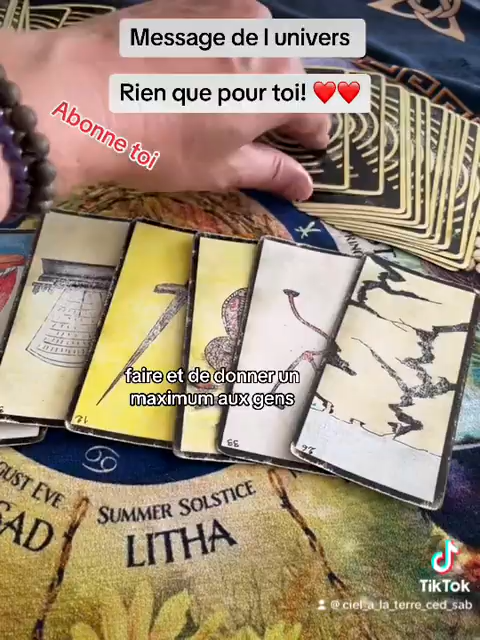 Message de l univers
Rien que pour toi! ❤️❤️
Abonne toi
faire et de donner un
maximum aux gens
UST EVE
SAD
SUMMER SOLSTICE
LITHA
TikTok
@ciel_a_la_terre_ced_sab